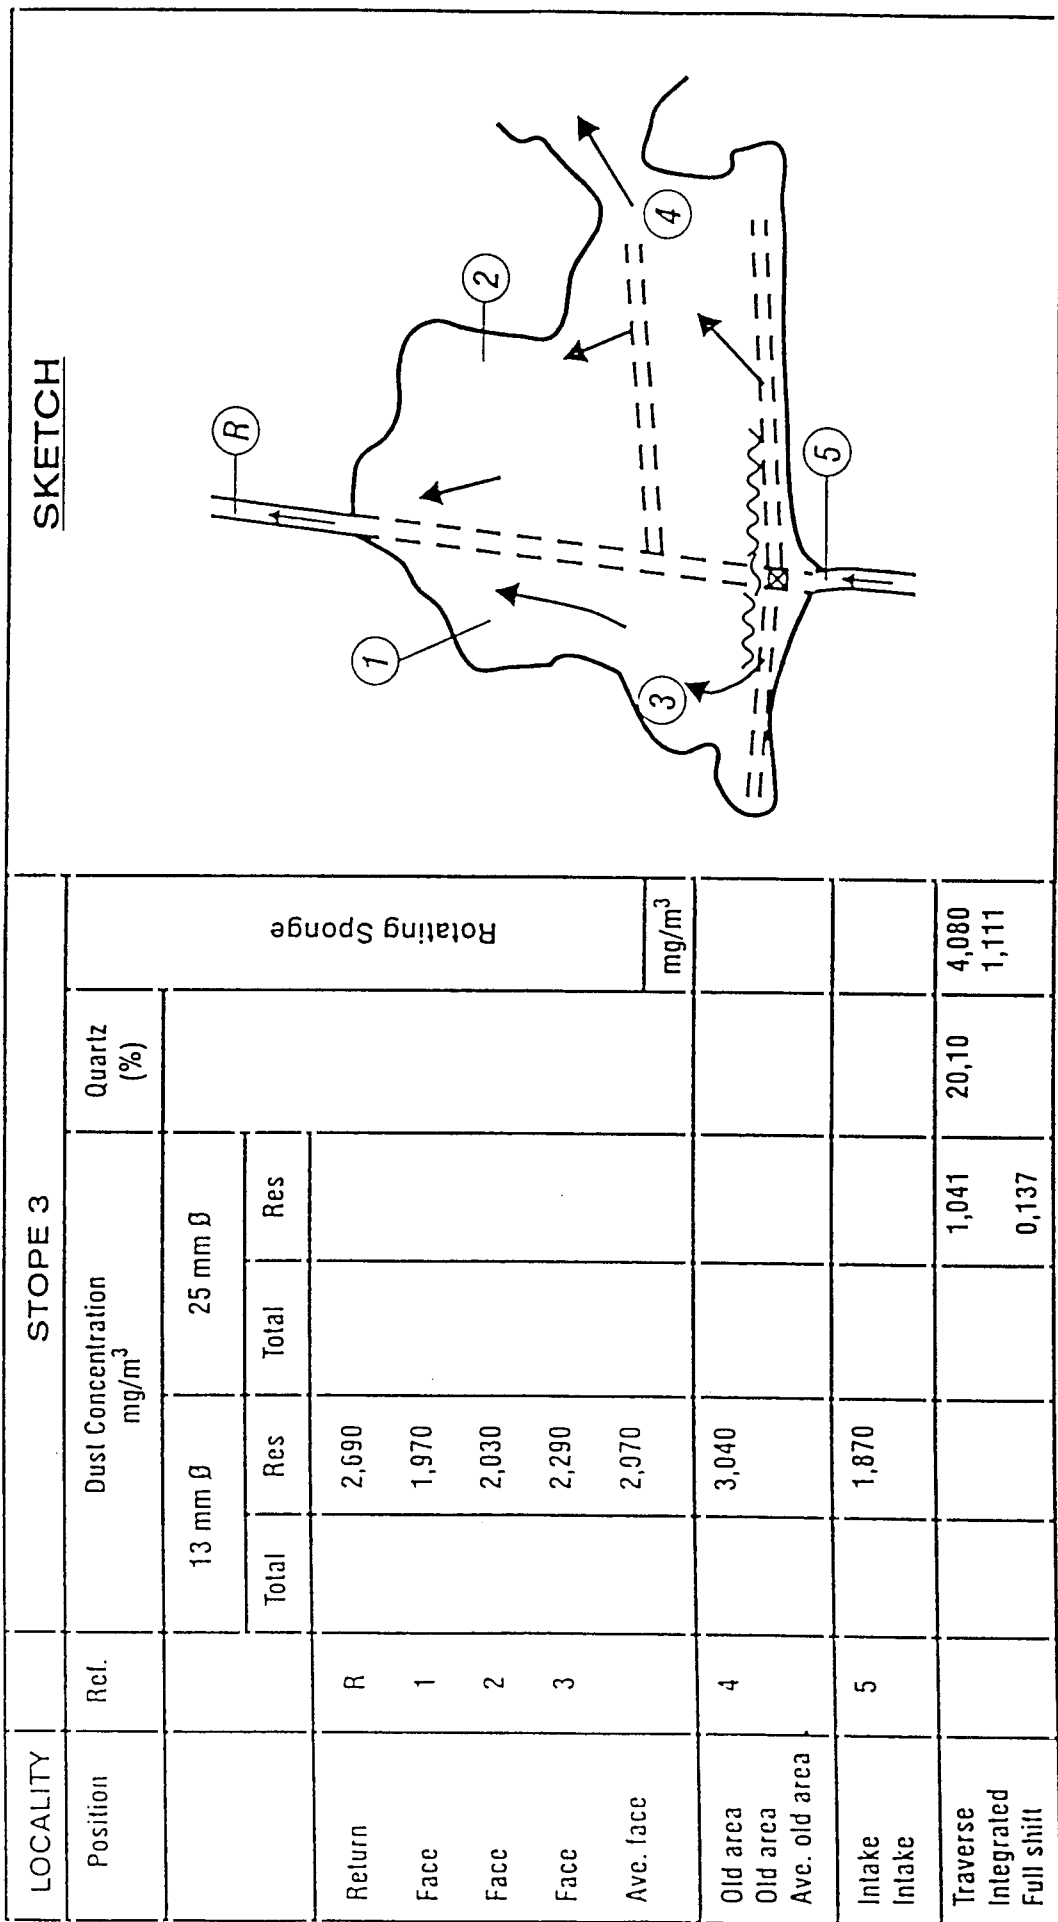 LOCALITY STOPE 3
Position Ref. Dust Concentration mg/m³ Quartz (%) Rotating Sponge
13 mm Ø 25 mm Ø
Total Res Total Res
Return R 2,690
Face 1 1,970
Face 2 2,030
Face 3 2,290
Ave. face 2,970 mg/m³
Old area 4 3,040
Old area
Ave. old area
Intake 5 1,870
Intake
Traverse 1,041 20,10 4,080
Integrated 1,111
Full shift 0,137
SKETCH
R
2
1
4
3
5